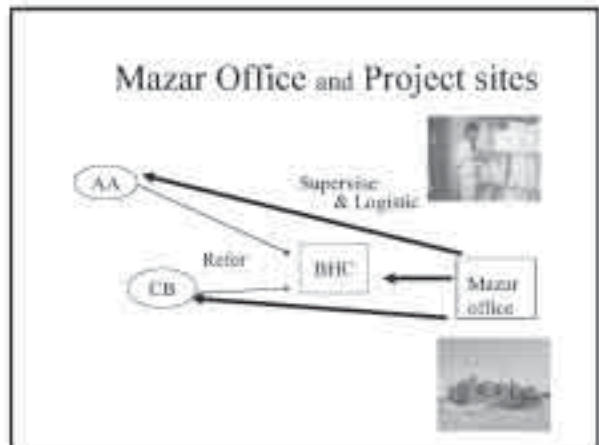 Mazar Office and Project sites
AA
Supervise
& Logistic
Refer
BHC
CB
Mazar
office